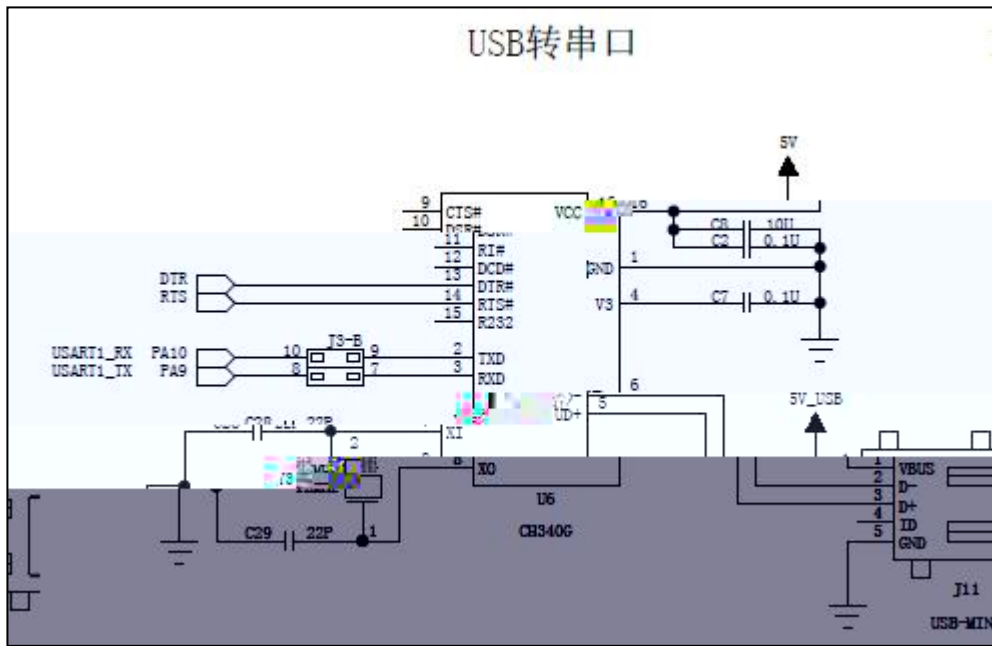 USB转串口
5V
9 CTS# VCC
10
C8 10U
11 RI# C2 0.1U
12 DCD# GND 1
DTR 13 DTR#
RTS 14 RTS# V3 4 C7 0.1U
15 R232
J3-B
USART1_RX PA10 10 9 2 TXD
USART1_TX PA9 8 7 3 RXD
6
5V_USB
UD+ 5
22P
XI
2
8 XO
1 VBUS
2 D-
3 D+
4 ID
5 GND
U6
C29 22P 1 CH340G
J11
USB-MIN